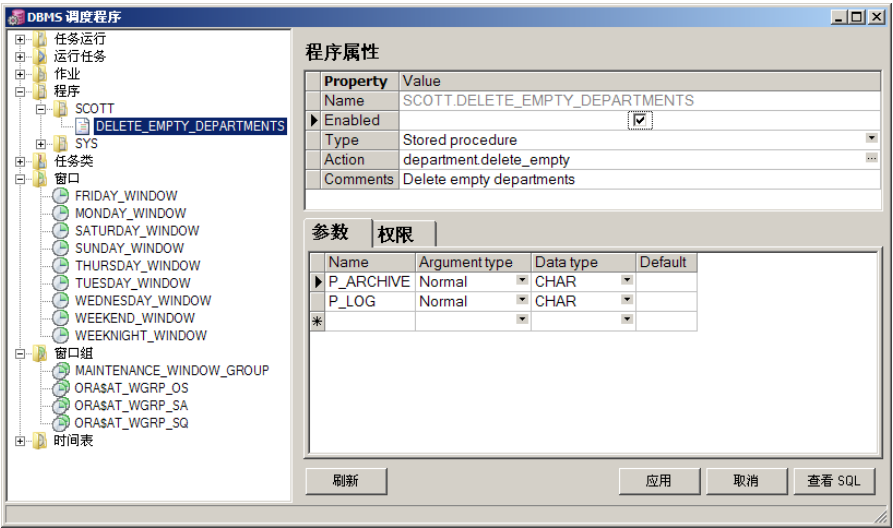 DBMS 调度程序
任务运行
运行任务
作业
程序
SCOTT
DELETE_EMPTY_DEPARTMENTS
SYS
任务类
窗口
FRIDAY_WINDOW
MONDAY_WINDOW
SATURDAY_WINDOW
SUNDAY_WINDOW
THURSDAY_WINDOW
TUESDAY_WINDOW
WEDNESDAY_WINDOW
WEEKEND_WINDOW
WEEKNIGHT_WINDOW
窗口组
MAINTENANCE_WINDOW_GROUP
ORA$AT_WGRP_OS
ORA$AT_WGRP_SA
ORA$AT_WGRP_SQ
时间表
程序属性
Property Value
Name SCOTT.DELETE_EMPTY_DEPARTMENTS
Enabled
Type Stored procedure
Action department.delete_empty
Comments Delete empty departments
参数 权限
Name Argument type Data type Default
P_ARCHIVE Normal CHAR
P_LOG Normal CHAR
刷新 应用 取消 查看 SQL